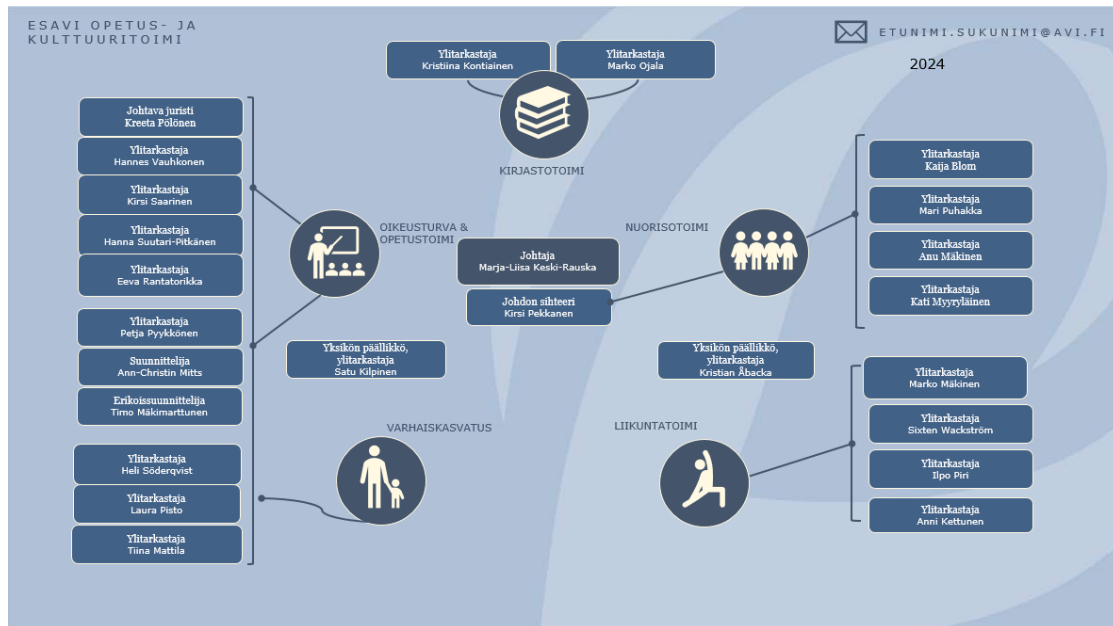 ESAVI OPETUS- JA
KULTTUURITOIMI
ETUNIMI.SUKUNIMI@AVI.FI
2024
Ylitarkastaja
Kristiina Kontiainen
Ylitarkastaja
Marko Ojala
KIRJASTOTOIMI
Johtava juristi
Kreeta Pölönen
Ylitarkastaja
Hannes Vauhkonen
Ylitarkastaja
Kirsi Saarinen
Ylitarkastaja
Hanna Suutari-Pitkänen
Ylitarkastaja
Eeva Rantatorikka
Ylitarkastaja
Petja Pyykkönen
Suunnittelija
Ann-Christin Mitts
Erikoissuunnittelija
Timo Mäkimarttunen
OIKEUSTURVA &
OPETUSTOIMI
Johtaja
Marja-Liisa Keski-Rauska
Johdon sihteeri
Kirsi Pekkanen
NUORISOTOIMI
Ylitarkastaja
Kaija Blom
Ylitarkastaja
Mari Puhakka
Ylitarkastaja
Anu Mäkinen
Ylitarkastaja
Kati Myyryläinen
Yksikön päällikkö,
ylitarkastaja
Satu Kilpinen
Yksikön päällikkö,
ylitarkastaja
Kristian Åbacka
VARHAISKASVATUS
Ylitarkastaja
Heli Söderqvist
Ylitarkastaja
Laura Pisto
Ylitarkastaja
Tiina Mattila
LIIKUNTATOIMI
Ylitarkastaja
Marko Mäkinen
Ylitarkastaja
Sixten Wackström
Ylitarkastaja
Ilpo Piri
Ylitarkastaja
Anni Kettunen